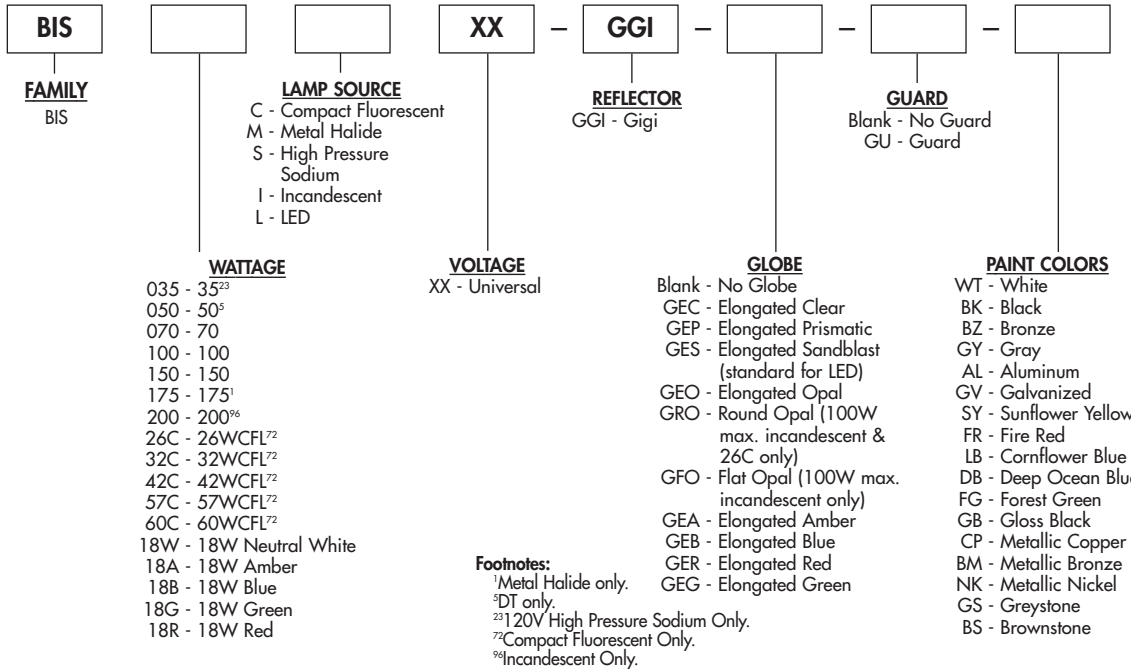 BIS XX – GGI – – –
FAMILY
BIS
LAMP SOURCE
C - Compact Fluorescent
M - Metal Halide
S - High Pressure
Sodium
I - Incandescent
L - LED
REFLECTOR
GGI - Gigi
GUARD
Blank - No Guard
GU - Guard
WATTAGE
035 - 35²³
050 - 50⁵
070 - 70
100 - 100
150 - 150
175 - 175¹
200 - 200⁹⁶
26C - 26WCFL⁷²
32C - 32WCFL⁷²
42C - 42WCFL⁷²
57C - 57WCFL⁷²
60C - 60WCFL⁷²
18W - 18W Neutral White
18A - 18W Amber
18B - 18W Blue
18G - 18W Green
18R - 18W Red
VOLTAGE
XX - Universal
GLOBE
Blank - No Globe
GEC - Elongated Clear
GEP - Elongated Prismatic
GES - Elongated Sandblast
(standard for LED)
GEO - Elongated Opal
GRO - Round Opal (100W
max. incandescent &
26C only)
GFO - Flat Opal (100W max.
incandescent only)
GEA - Elongated Amber
GEB - Elongated Blue
GER - Elongated Red
GEG - Elongated Green
PAINT COLORS
WT - White
BK - Black
BZ - Bronze
GY - Gray
AL - Aluminum
GV - Galvanized
SY - Sunflower Yellow
FR - Fire Red
LB - Cornflower Blue
DB - Deep Ocean Blue
FG - Forest Green
GB - Gloss Black
CP - Metallic Copper
BM - Metallic Bronze
NK - Metallic Nickel
GS - Greystone
BS - Brownstone
Footnotes:
¹Metal Halide only.
⁵DT only.
²³120V High Pressure Sodium Only.
⁷²Compact Fluorescent Only.
⁹⁶Incandescent Only.